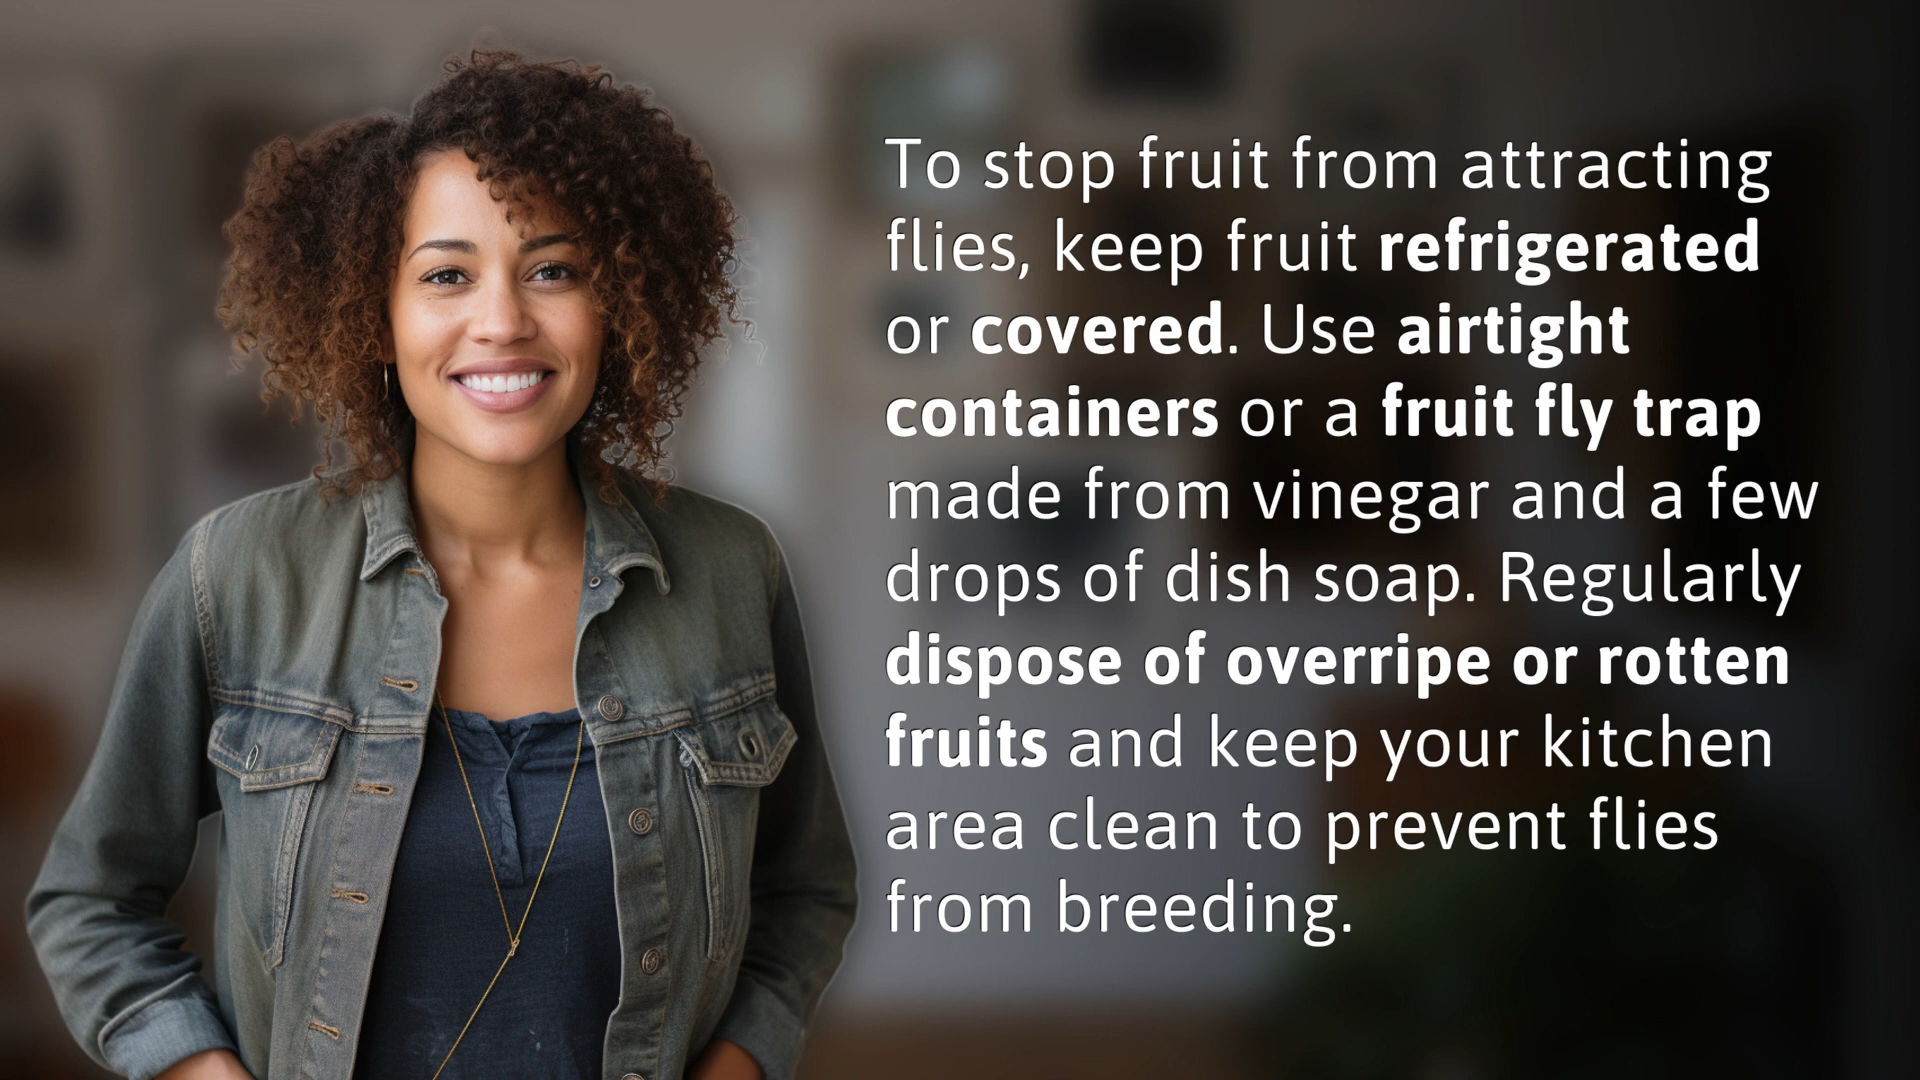 To stop fruit from attracting
flies, keep fruit refrigerated
or covered. Use airtight
containers or a fruit fly trap
made from vinegar and a few
drops of dish soap. Regularly
dispose of overripe or rotten
fruits and keep your kitchen
area clean to prevent flies
from breeding.